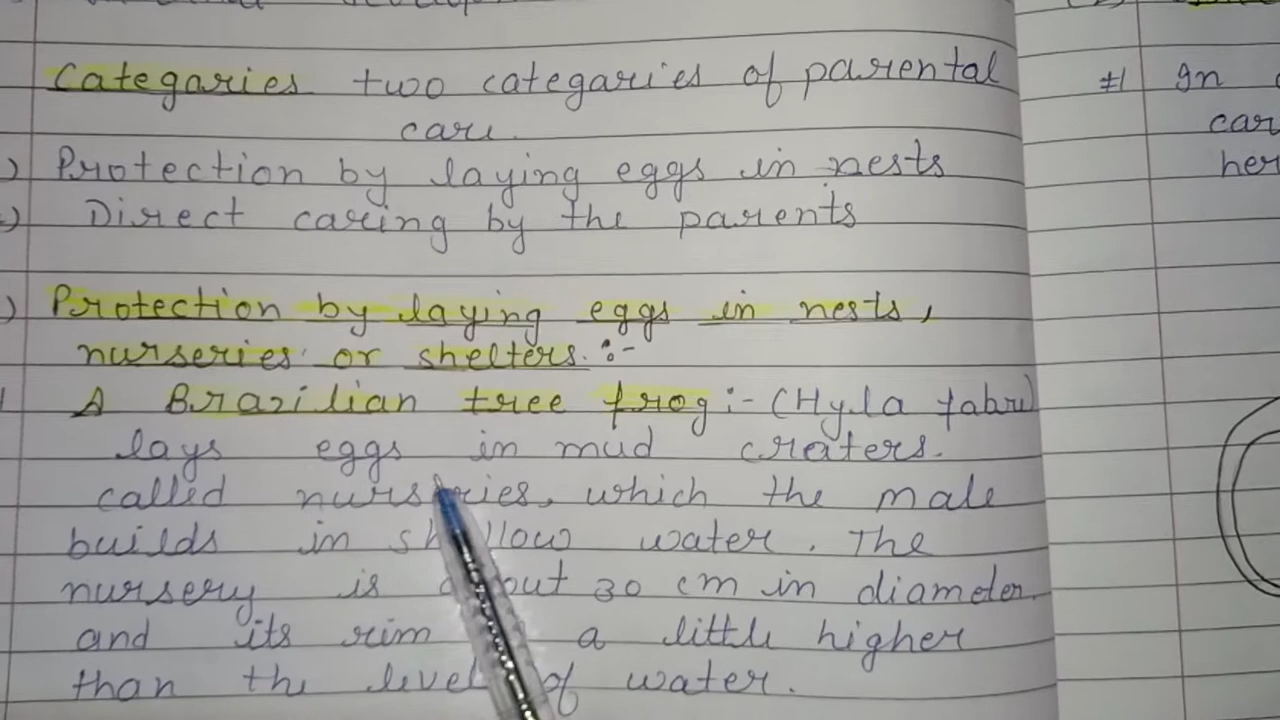 Categaries two categaries of parental
care.
) Protection by laying eggs in nests
) Direct caring by the parents
) Protection by laying eggs in nests,
nurseries or shelters :-
A Brazilian tree frog :- (Hyla
lays eggs in mud craters.
called nurseries, which the male
builds in shallow water. The
nursery is about 30 cm in diameter
and its rim a little higher
than the level of water.
# In
car
her